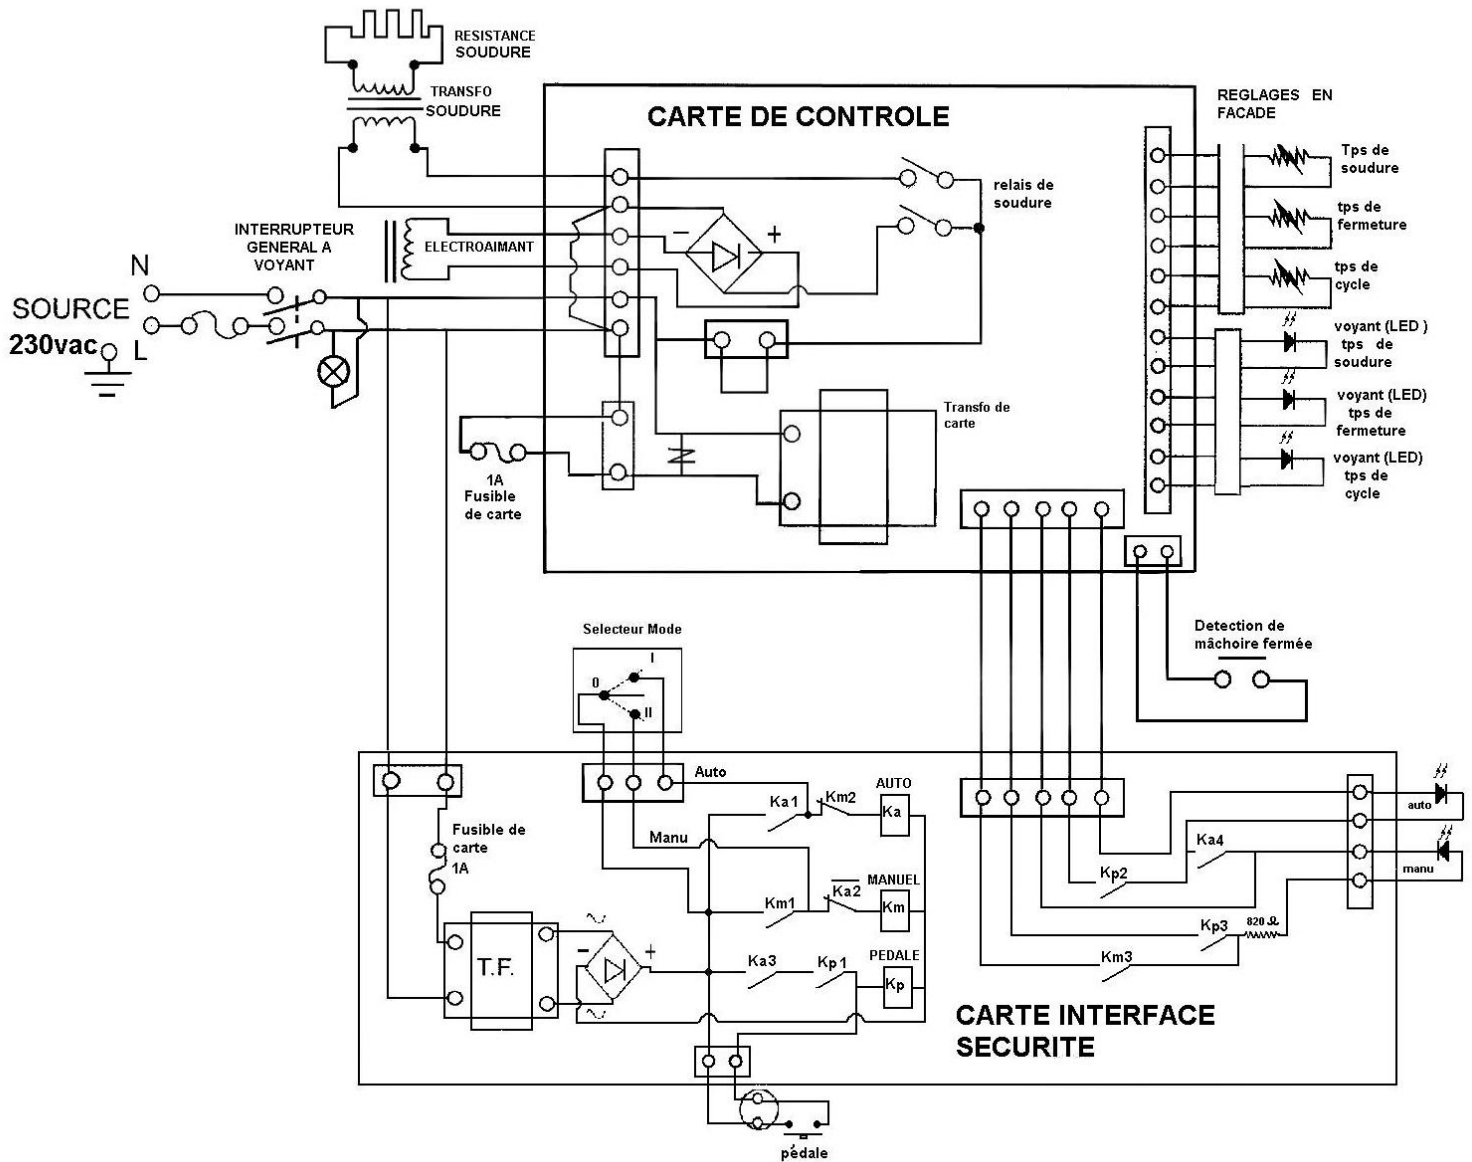 RESISTANCE
SOUDURE
TRANSFO
SOUDURE
CARTE DE CONTROLE
REGLAGES EN
FACADE
Tps de
soudure
relais de
soudure
tps de
fermeture
INTERRUPTEUR
GENERAL A
VOYANT
ELECTROAIMANT
− +
tps de
cycle
N
SOURCE
230vac
L
voyant (LED )
tps de
soudure
voyant (LED)
tps de
fermeture
Transfo de
carte
voyant (LED)
tps de
cycle
1A
Fusible
de carte
Selecteur Mode
I
0
II
Detection de
mâchoire fermée
Auto
AUTO
Ka1
Km2
Ka
auto
Fusible de
carte
1A
Manu
Ka4
manu
Kp2
MANUEL
Km1
Ka2
Km
820 Ω
Kp3
~
− +
T.F.
Ka3
Kp1
PEDALE
Kp
Km3
~
CARTE INTERFACE
SECURITE
pédale